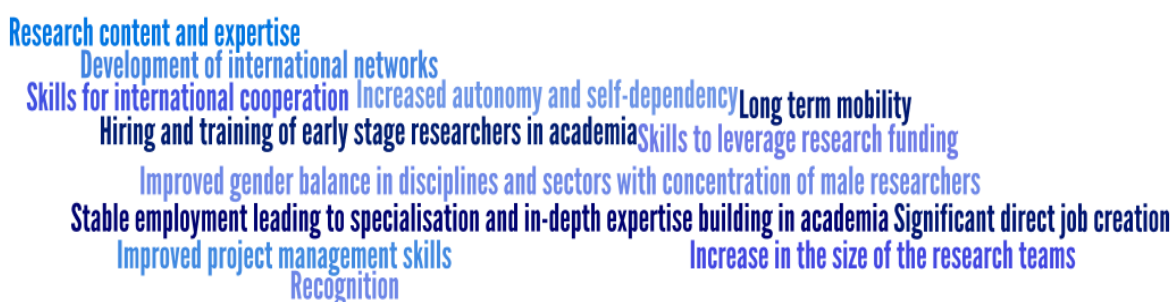 Research content and expertise
Development of international networks
Skills for international cooperation Increased autonomy and self-dependency Long term mobility
Hiring and training of early stage researchers in academia Skills to leverage research funding
Improved gender balance in disciplines and sectors with concentration of male researchers
Stable employment leading to specialisation and in-depth expertise building in academia Significant direct job creation
Improved project management skills Increase in the size of the research teams
Recognition